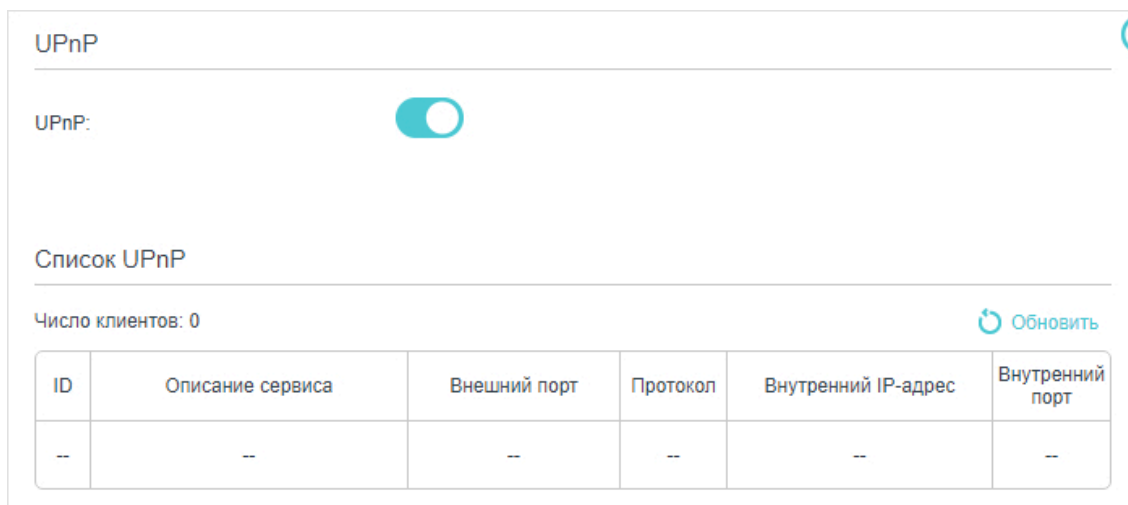 UPnP
UPnP:
Список UPnP
Число клиентов: 0
Обновить
ID Описание сервиса Внешний порт Протокол Внутренний IP-адрес Внутренний порт
-- -- -- -- -- --